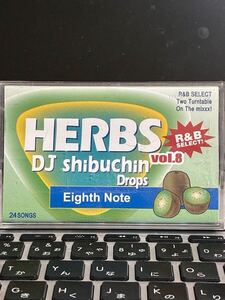 R&B SELECT
Two Turntable
On The mixxx!
HERBS
R&B
SELECT!
DJ shibuchin vol.8
Drops
Eighth Note
24SONGS